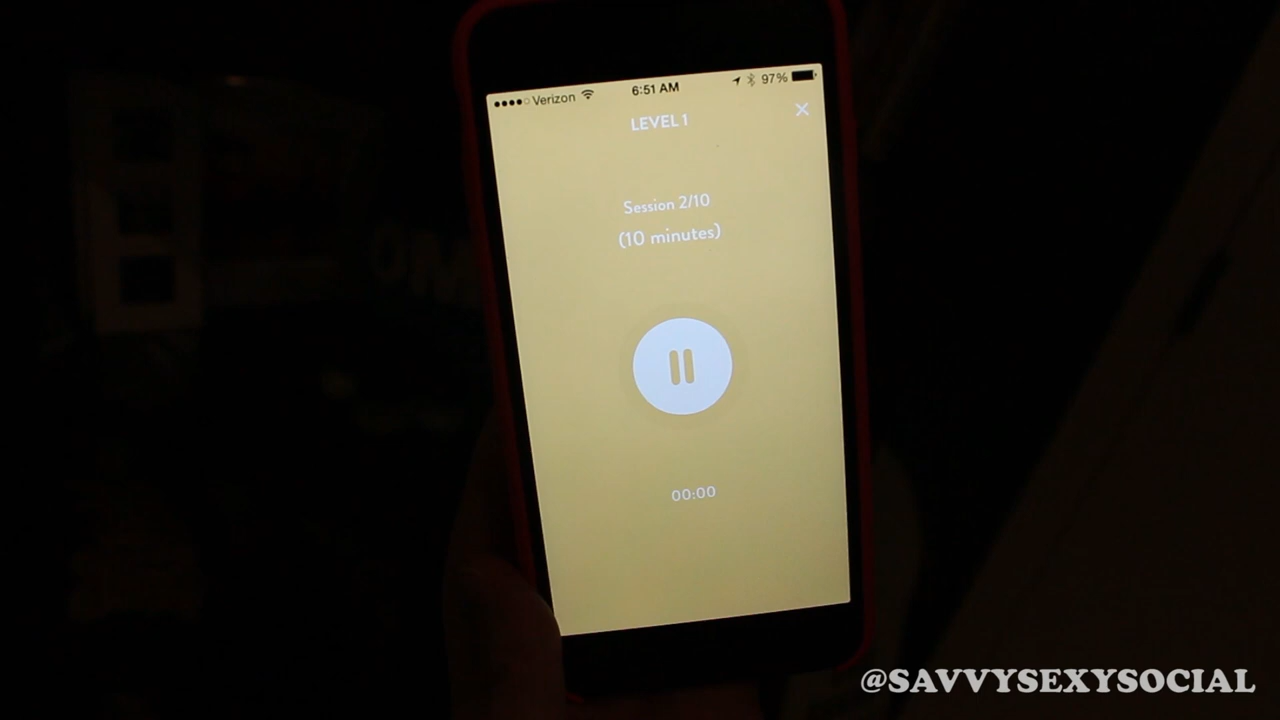 Verizon 6:51 AM 97%
LEVEL 1
Session 2/10
(10 minutes)
00:00
@SAVVYSEXYSOCIAL